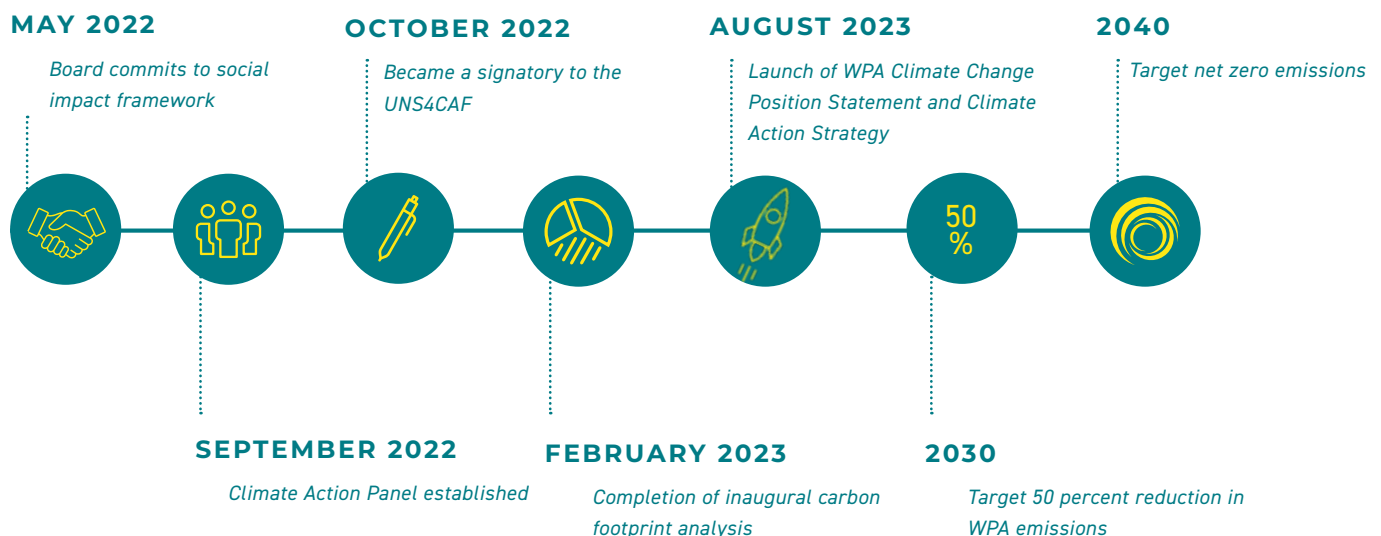 MAY 2022
Board commits to social
impact framework
OCTOBER 2022
Became a signatory to the
UNS4CAF
AUGUST 2023
Launch of WPA Climate Change
Position Statement and Climate
Action Strategy
2040
Target net zero emissions
50
%
SEPTEMBER 2022
Climate Action Panel established
FEBRUARY 2023
Completion of inaugural carbon
footprint analysis
2030
Target 50 percent reduction in
WPA emissions